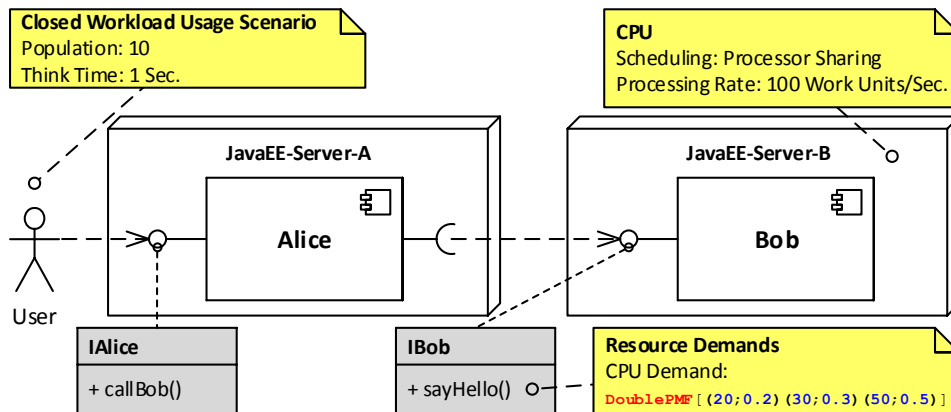 Closed Workload Usage Scenario
Population: 10
Think Time: 1 Sec.
CPU
Scheduling: Processor Sharing
Processing Rate: 100 Work Units/Sec.
JavaEE-Server-A
JavaEE-Server-B
Alice
Bob
User
IAlice
+ callBob()
IBob
+ sayHello()
Resource Demands
CPU Demand:
DoublePMF[(20;0.2)(30;0.3)(50;0.5)]